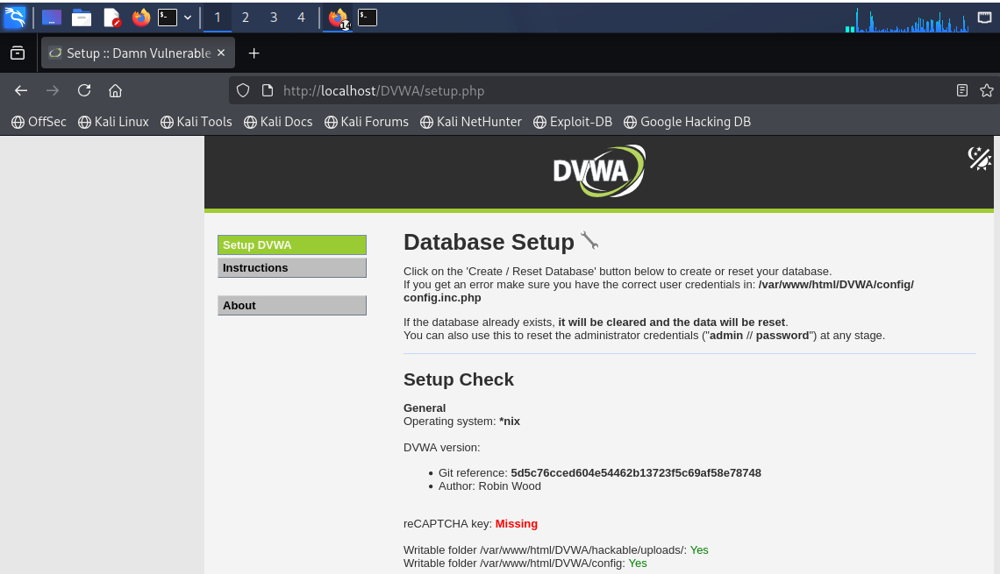 1 2 3 4 14
Setup :: Damn Vulnerable
http://localhost/DVWA/setup.php
OffSec Kali Linux Kali Tools Kali Docs Kali Forums Kali NetHunter Exploit-DB Google Hacking DB
DVWA
Setup DVWA
Instructions
About
Database Setup
Click on the 'Create / Reset Database' button below to create or reset your database.
If you get an error make sure you have the correct user credentials in: /var/www/html/DVWA/config/
config.inc.php
If the database already exists, it will be cleared and the data will be reset.
You can also use this to reset the administrator credentials ("admin // password") at any stage.
Setup Check
General
Operating system: *nix
DVWA version:
• Git reference: 5d5c76cced604e54462b13723f5c69af58e78748
• Author: Robin Wood
reCAPTCHA key: Missing
Writable folder /var/www/html/DVWA/hackable/uploads/: Yes
Writable folder /var/www/html/DVWA/config: Yes